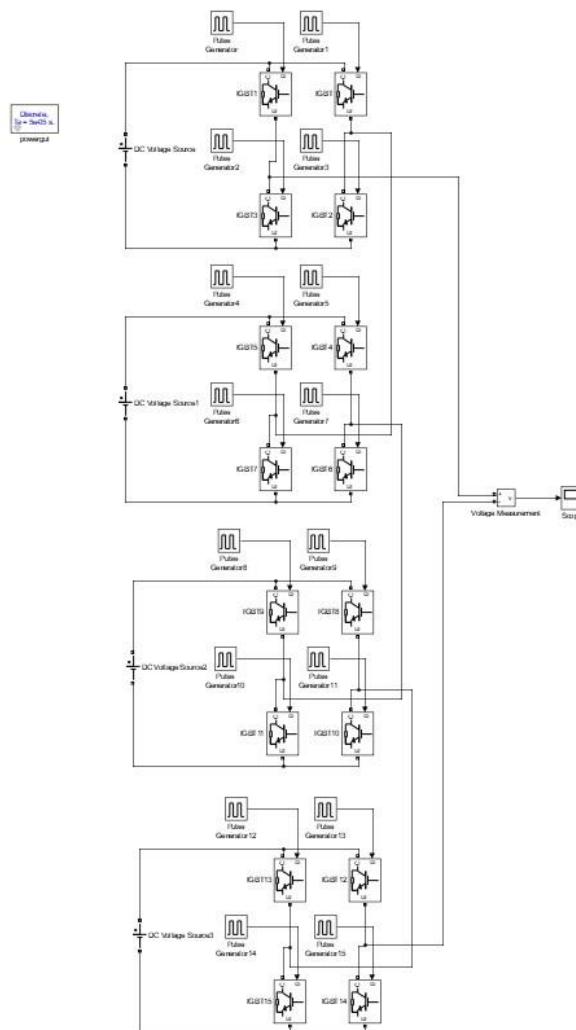 Pulse
Generator
Pulse
Generator1
IGBT1
IGBT
Discrete,
Ts = 5e-05 s.
powergui
DC Voltage Source
Pulse
Generator2
Pulse
Generator3
IGBT3
IGBT2
Pulse
Generator4
Pulse
Generator5
IGBT5
IGBT4
DC Voltage Source1
Pulse
Generator6
Pulse
Generator7
IGBT7
IGBT6
Voltage Measurement
Scop
Pulse
Generator8
Pulse
Generator9
IGBT9
IGBT8
DC Voltage Source2
Pulse
Generator10
Pulse
Generator11
IGBT11
IGBT10
Pulse
Generator12
Pulse
Generator13
IGBT13
IGBT12
DC Voltage Source3
Pulse
Generator14
Pulse
Generator15
IGBT15
IGBT14